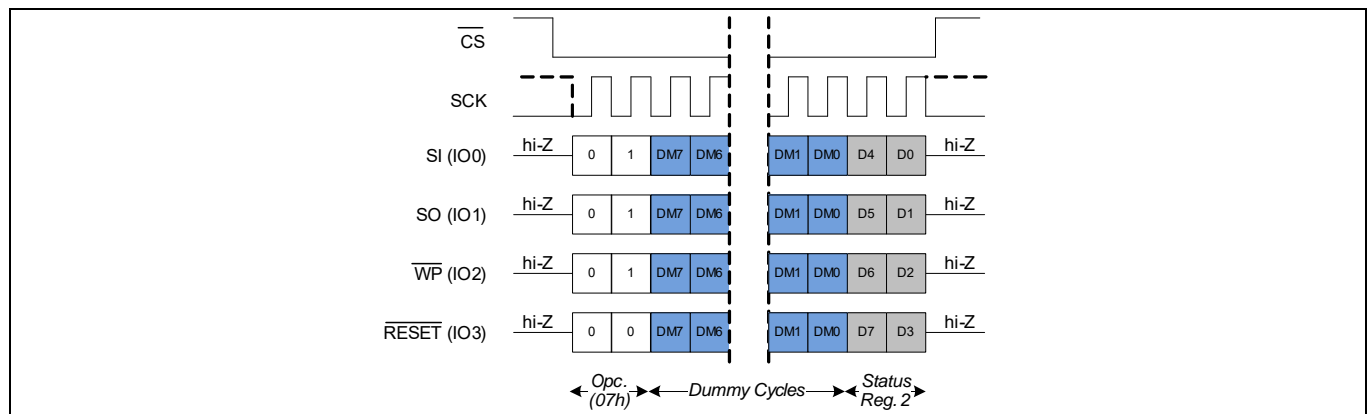 CS
SCK
SI (IO0) hi-Z 0 1 DM7 DM6 DM1 DM0 D4 D0 hi-Z
SO (IO1) hi-Z 0 1 DM7 DM6 DM1 DM0 D5 D1 hi-Z
WP (IO2) hi-Z 0 1 DM7 DM6 DM1 DM0 D6 D2 hi-Z
RESET (IO3) hi-Z 0 0 DM7 DM6 DM1 DM0 D7 D3 hi-Z
Opc.
(07h)
Dummy Cycles
Status
Reg. 2